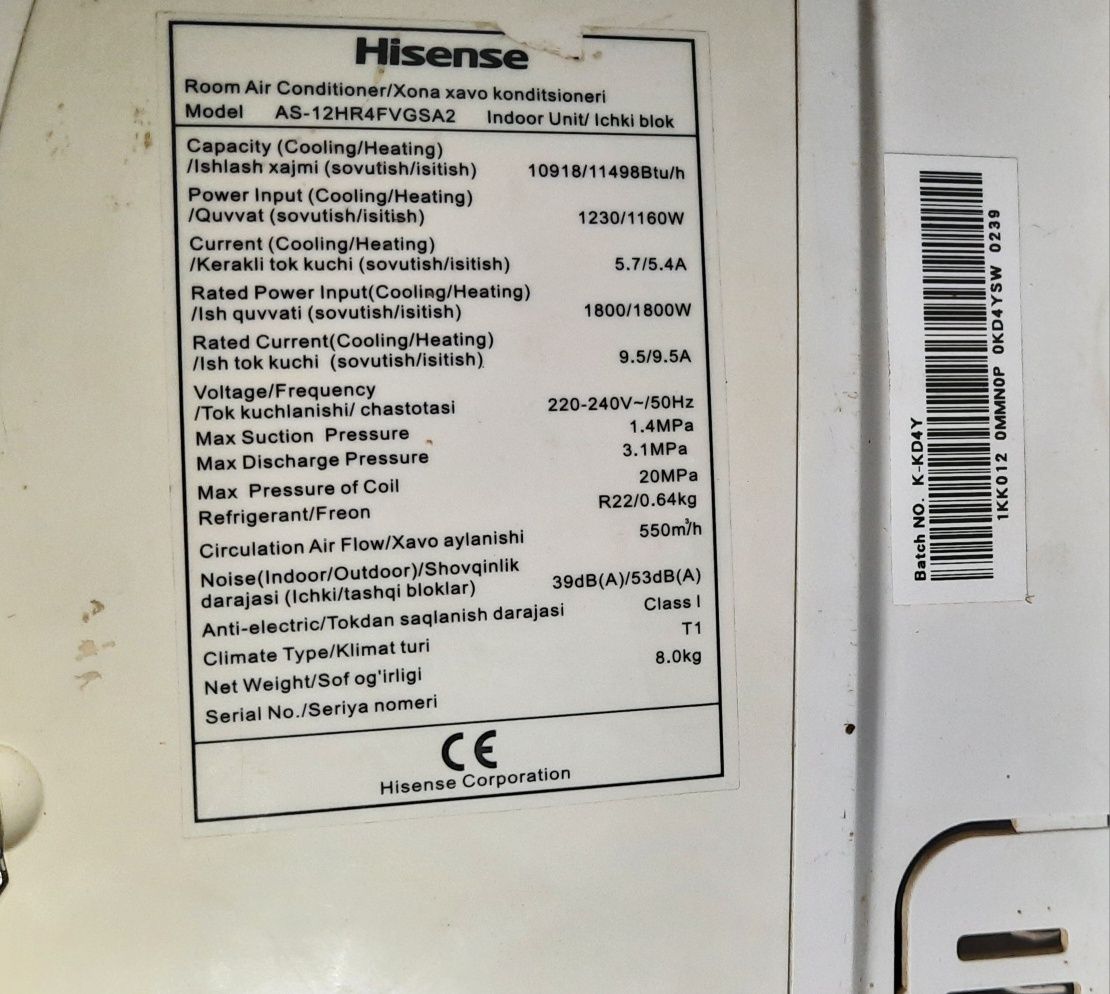 Hisense
Room Air Conditioner/Xona xavo konditsioneri
Model AS-12HR4FVGSA2 Indoor Unit/ Ichki blok
Capacity (Cooling/Heating)
/Ishlash xajmi (sovutish/isitish) 10918/11498Btu/h
Power Input (Cooling/Heating)
/Quvvat (sovutish/isitish) 1230/1160W
Current (Cooling/Heating)
/Kerakli tok kuchi (sovutish/isitish) 5.7/5.4A
Rated Power Input(Cooling/Heating)
/Ish quvvati (sovutish/isitish) 1800/1800W
Rated Current(Cooling/Heating)
/Ish tok kuchi (sovutish/isitish) 9.5/9.5A
Voltage/Frequency
/Tok kuchlanishi/ chastotasi 220-240V~/50Hz
Max Suction Pressure 1.4MPa
Max Discharge Pressure 3.1MPa
Max Pressure of Coil 20MPa
Refrigerant/Freon R22/0.64kg
Circulation Air Flow/Xavo aylanishi 550m³/h
Noise(Indoor/Outdoor)/Shovqinlik
darajasi (Ichki/tashqi bloklar) 39dB(A)/53dB(A)
Anti-electric/Tokdan saqlanish darajasi Class I
Climate Type/Klimat turi T1
Net Weight/Sof og'irligi 8.0kg
Serial No./Seriya nomeri
CE
Hisense Corporation
Batch NO. K-KD4Y
1KK012 0MMN0P 0KD4YSW 0239